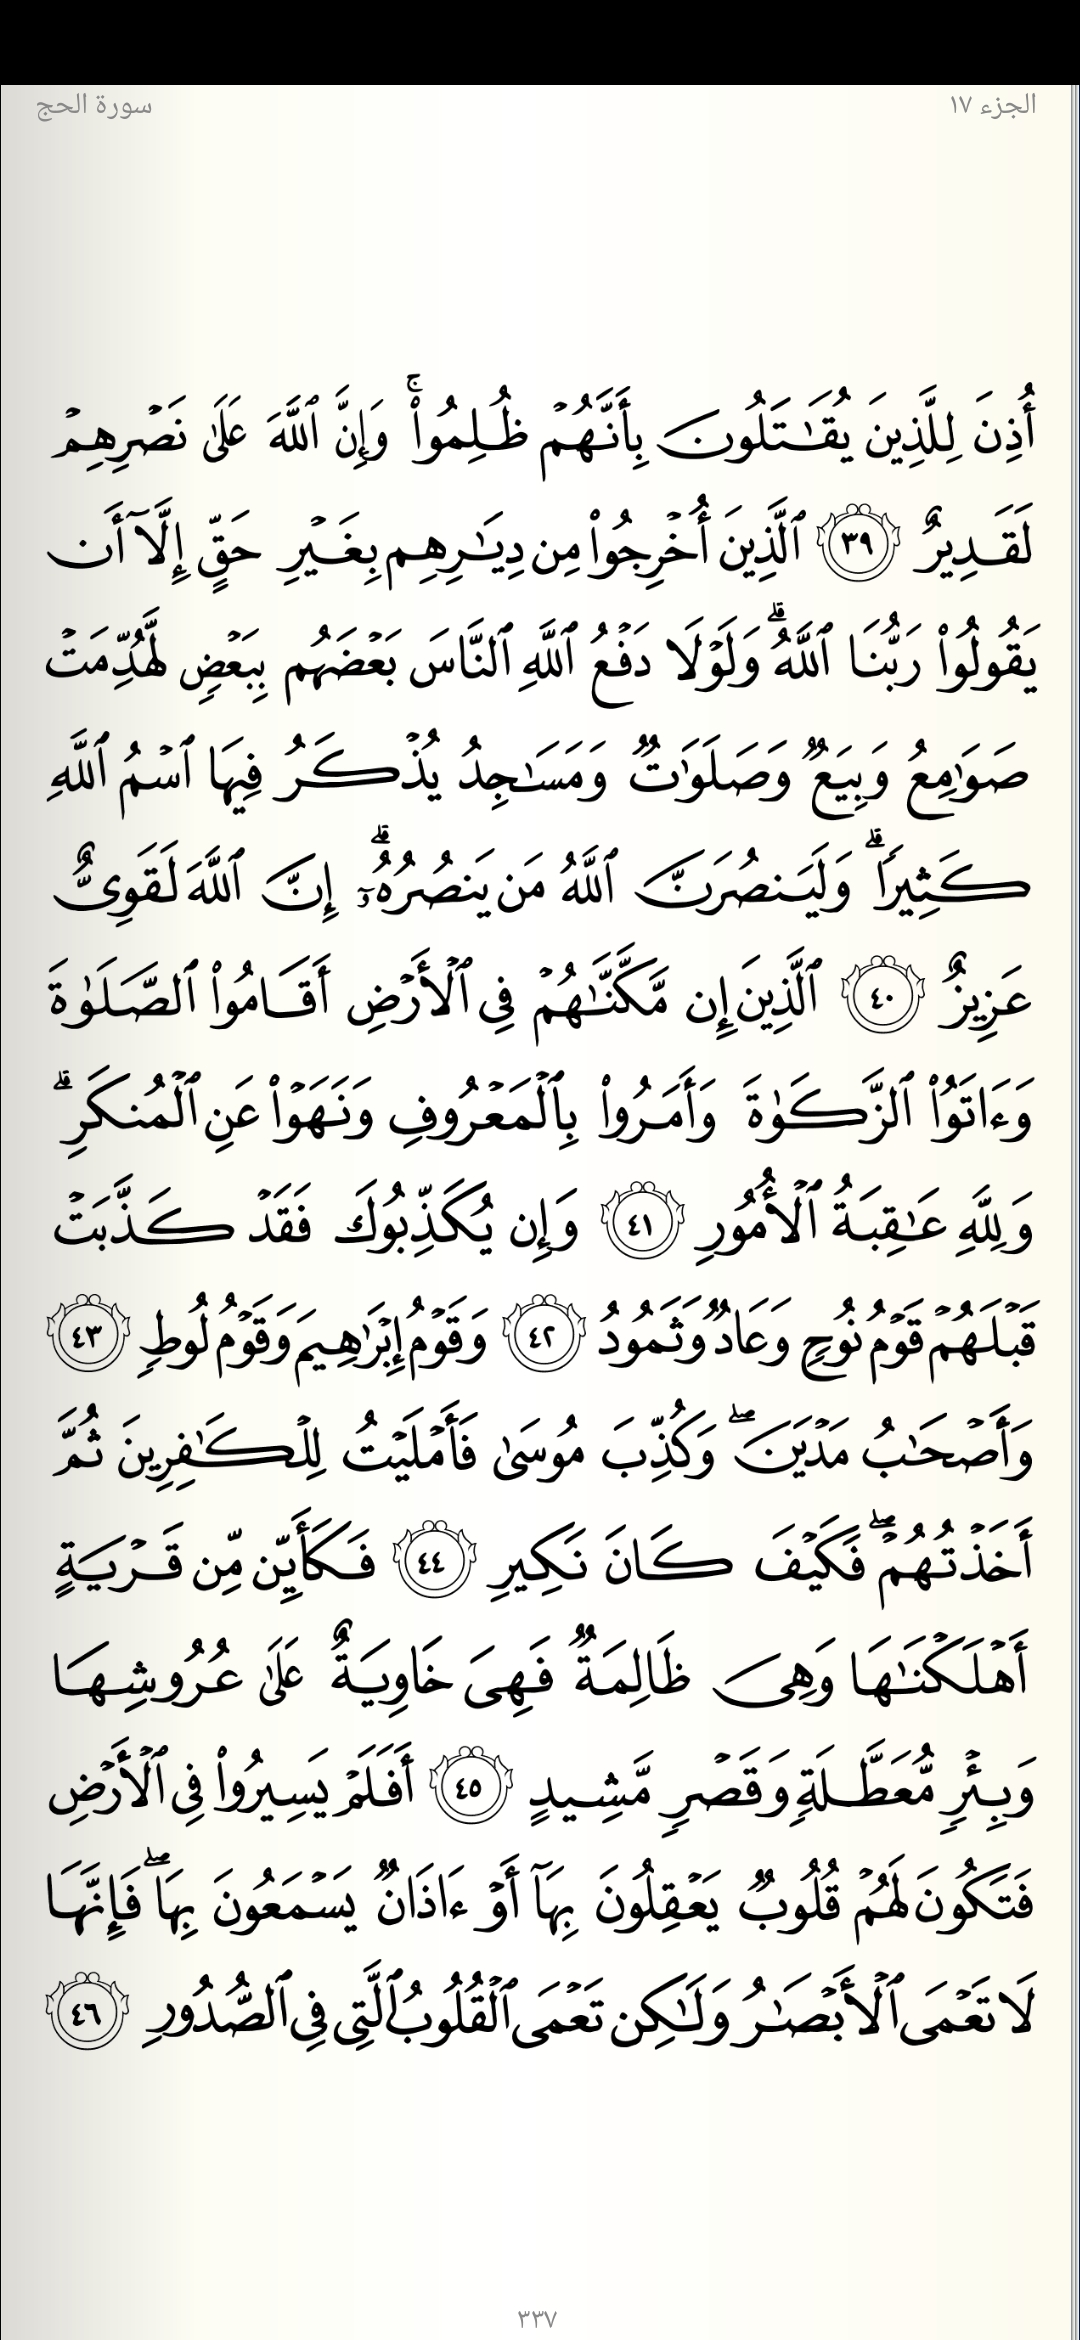 الجزء ١٧
سورة الحج
أُذِنَ لِلَّذِينَ يُقَٰتَلُونَ بِأَنَّهُمۡ ظُلِمُواْۚ وَإِنَّ ٱللَّهَ عَلَىٰ نَصۡرِهِمۡ
لَقَدِيرٌ ٣٩ ٱلَّذِينَ أُخۡرِجُواْ مِن دِيَٰرِهِم بِغَيۡرِ حَقٍّ إِلَّآ أَن
يَقُولُواْ رَبُّنَا ٱللَّهُۗ وَلَوۡلَا دَفۡعُ ٱللَّهِ ٱلنَّاسَ بَعۡضَهُم بِبَعۡضٖ لَّهُدِّمَتۡ
صَوَٰمِعُ وَبِيَعٞ وَصَلَوَٰتٞ وَمَسَٰجِدُ يُذۡكَرُ فِيهَا ٱسۡمُ ٱللَّهِ
كَثِيرٗاۗ وَلَيَنصُرَنَّ ٱللَّهُ مَن يَنصُرُهُۥٓۗ إِنَّ ٱللَّهَ لَقَوِيٌّ
عَزِيزٌ ٤٠ ٱلَّذِينَ إِن مَّكَّنَّٰهُمۡ فِي ٱلۡأَرۡضِ أَقَامُواْ ٱلصَّلَوٰةَ
وَءَاتَوُاْ ٱلزَّكَوٰةَ وَأَمَرُواْ بِٱلۡمَعۡرُوفِ وَنَهَوۡاْ عَنِ ٱلۡمُنكَرِۗ
وَلِلَّهِ عَٰقِبَةُ ٱلۡأُمُورِ ٤١ وَإِن يُكَذِّبُوكَ فَقَدۡ كَذَّبَتۡ
قَبۡلَهُمۡ قَوۡمُ نُوحٖ وَعَادٞ وَثَمُودُ ٤٢ وَقَوۡمُ إِبۡرَٰهِيمَ وَقَوۡمُ لُوطٖ ٤٣
وَأَصۡحَٰبُ مَدۡيَنَۖ وَكُذِّبَ مُوسَىٰ فَأَمۡلَيۡتُ لِلۡكَٰفِرِينَ ثُمَّ
أَخَذۡتُهُمۡۖ فَكَيۡفَ كَانَ نَكِيرِ ٤٤ فَكَأَيِّن مِّن قَرۡيَةٍ
أَهۡلَكۡنَٰهَا وَهِيَ ظَالِمَةٞ فَهِيَ خَاوِيَةٌ عَلَىٰ عُرُوشِهَا
وَبِئۡرٖ مُّعَطَّلَةٖ وَقَصۡرٖ مَّشِيدٍ ٤٥ أَفَلَمۡ يَسِيرُواْ فِي ٱلۡأَرۡضِ
فَتَكُونَ لَهُمۡ قُلُوبٞ يَعۡقِلُونَ بِهَآ أَوۡ ءَاذَانٞ يَسۡمَعُونَ بِهَاۖ فَإِنَّهَا
لَا تَعۡمَى ٱلۡأَبۡصَٰرُ وَلَٰكِن تَعۡمَى ٱلۡقُلُوبُ ٱلَّتِي فِي ٱلصُّدُورِ ٤٦
٣٣٧